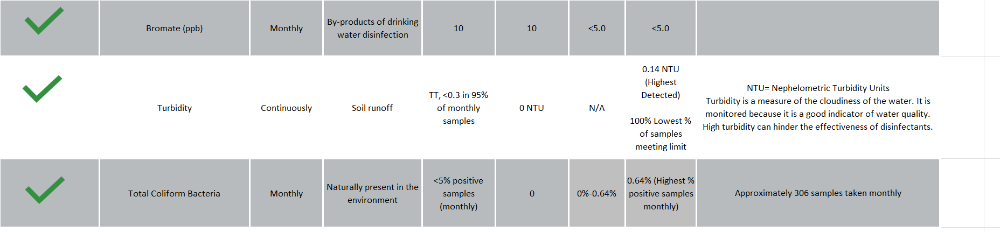 Bromate (ppb)
Monthly
By-products of drinking
water disinfection
10
10
<5.0
<5.0
Turbidity
Continuously
Soil runoff
TT, <0.3 in 95%
of monthly
samples
0 NTU
N/A
0.14 NTU
(Highest
Detected)
100% Lowest %
of samples
meeting limit
NTU= Nephelometric Turbidity Units
Turbidity is a measure of the cloudiness of the water. It is
monitored because it is a good indicator of water quality.
High turbidity can hinder the effectiveness of disinfectants.
Total Coliform Bacteria
Monthly
Naturally present in the
environment
<5% positive
samples
(monthly)
0
0%-0.64%
0.64% (Highest %
positive samples
monthly)
Approximately 306 samples taken monthly